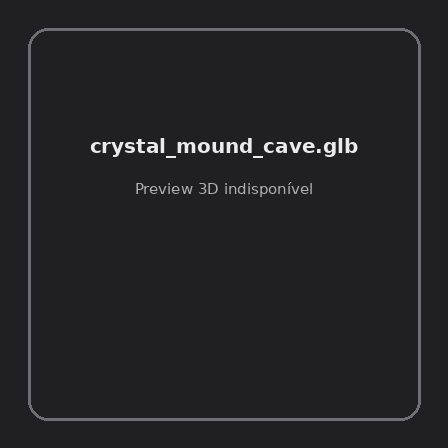 crystal_mound_cave.glb
Preview 3D indisponível